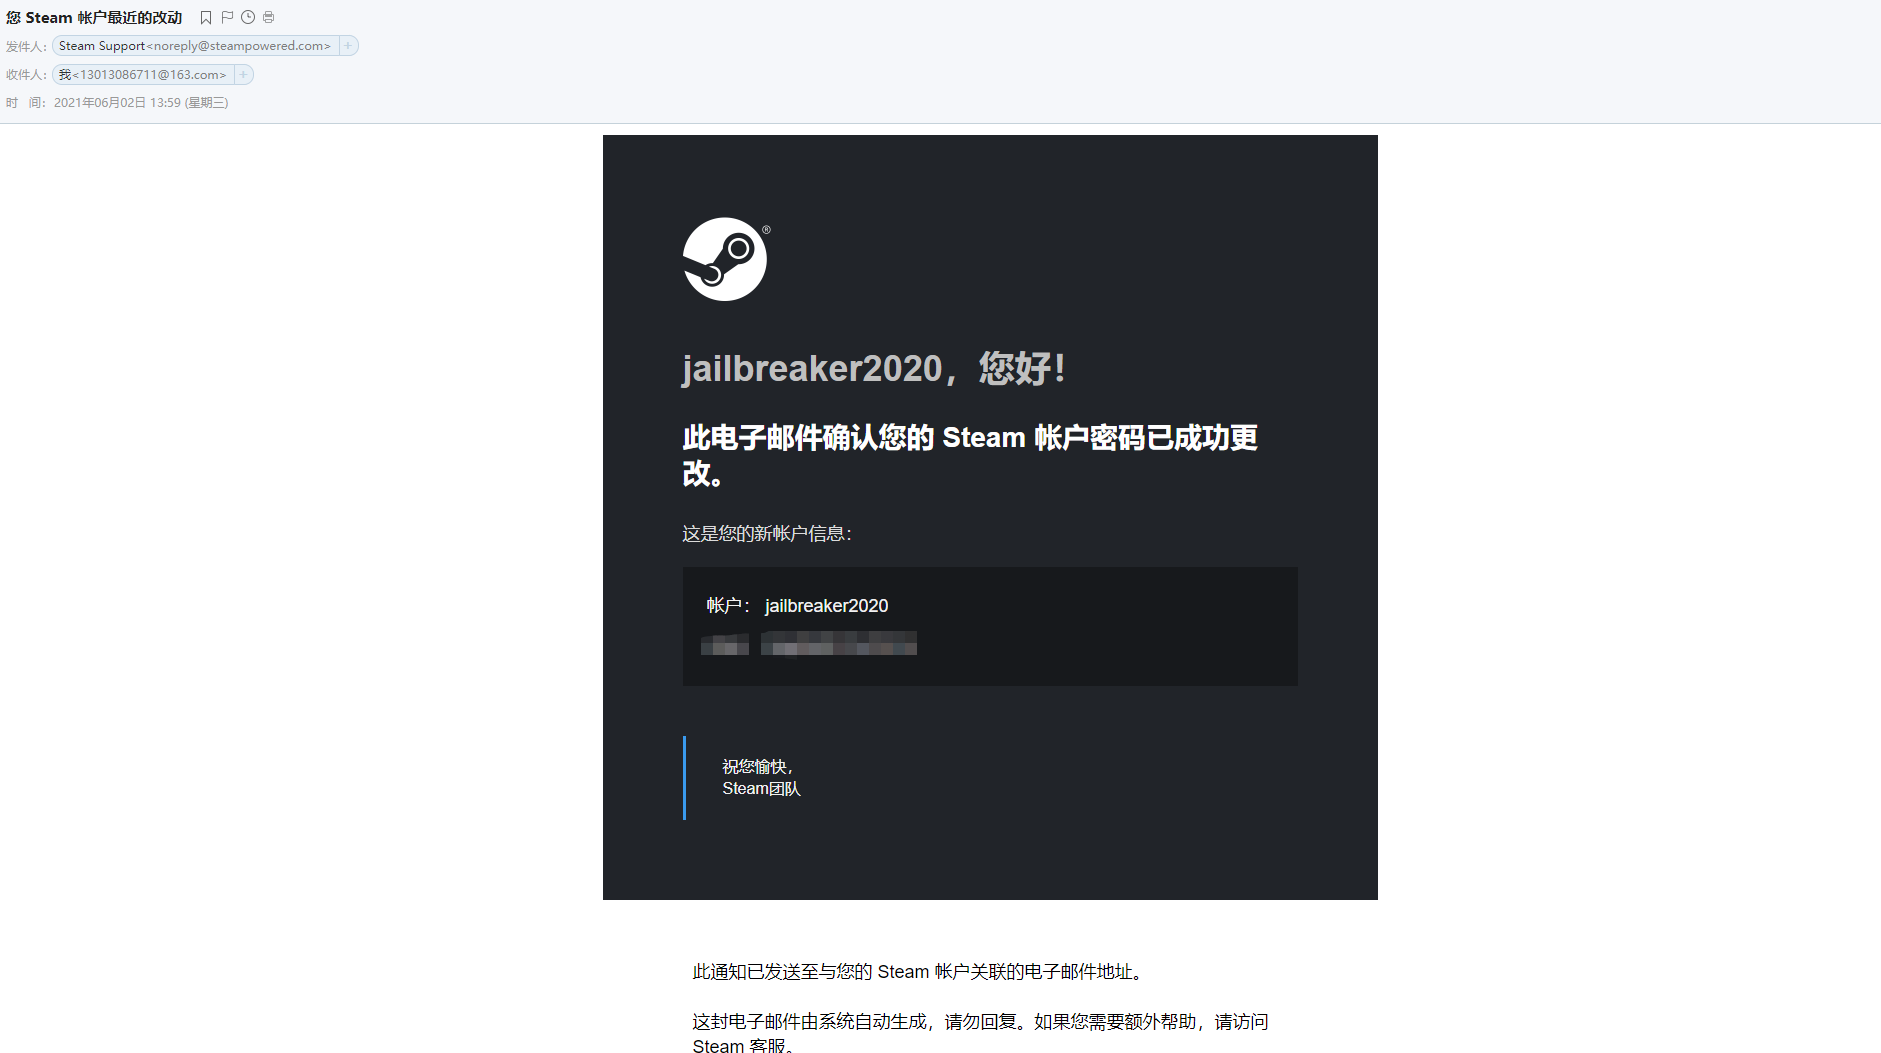 您 Steam 帐户最近的改动
发件人： Steam Support<noreply@steampowered.com> +
收件人： 我<13013086711@163.com> +
时 间： 2021年06月02日 13:59 (星期三)
®
jailbreaker2020，您好！
此电子邮件确认您的 Steam 帐户密码已成功更
改。
这是您的新帐户信息：
帐户： jailbreaker2020
祝您愉快，
Steam团队
此通知已发送至与您的 Steam 帐户关联的电子邮件地址。
这封电子邮件由系统自动生成，请勿回复。如果您需要额外帮助，请访问
Steam 客服。